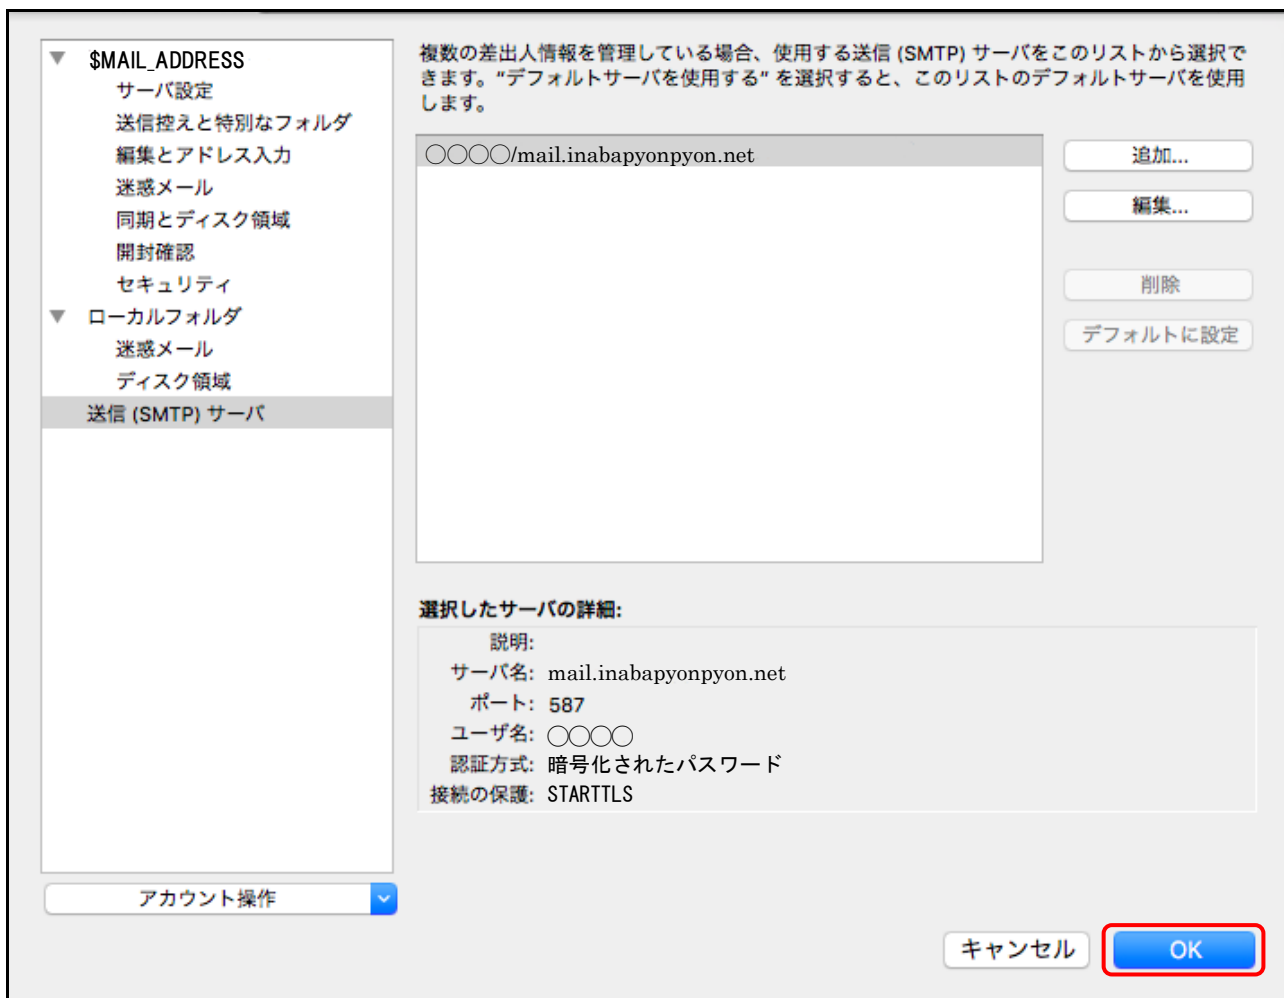 $MAIL_ADDRESS
サーバ設定
送信控えと特別なフォルダ
編集とアドレス入力
迷惑メール
同期とディスク領域
開封確認
セキュリティ
ローカルフォルダ
迷惑メール
ディスク領域
送信 (SMTP) サーバ
アカウント操作
複数の差出人情報を管理している場合、使用する送信 (SMTP) サーバをこのリストから選択で
きます。“デフォルトサーバを使用する” を選択すると、このリストのデフォルトサーバを使用
します。
〇〇〇〇/mail.inabapyonpyon.net
追加...
編集...
削除
デフォルトに設定
選択したサーバの詳細:
説明:
サーバ名: mail.inabapyonpyon.net
ポート: 587
ユーザ名: 〇〇〇〇
認証方式: 暗号化されたパスワード
接続の保護: STARTTLS
キャンセル
OK